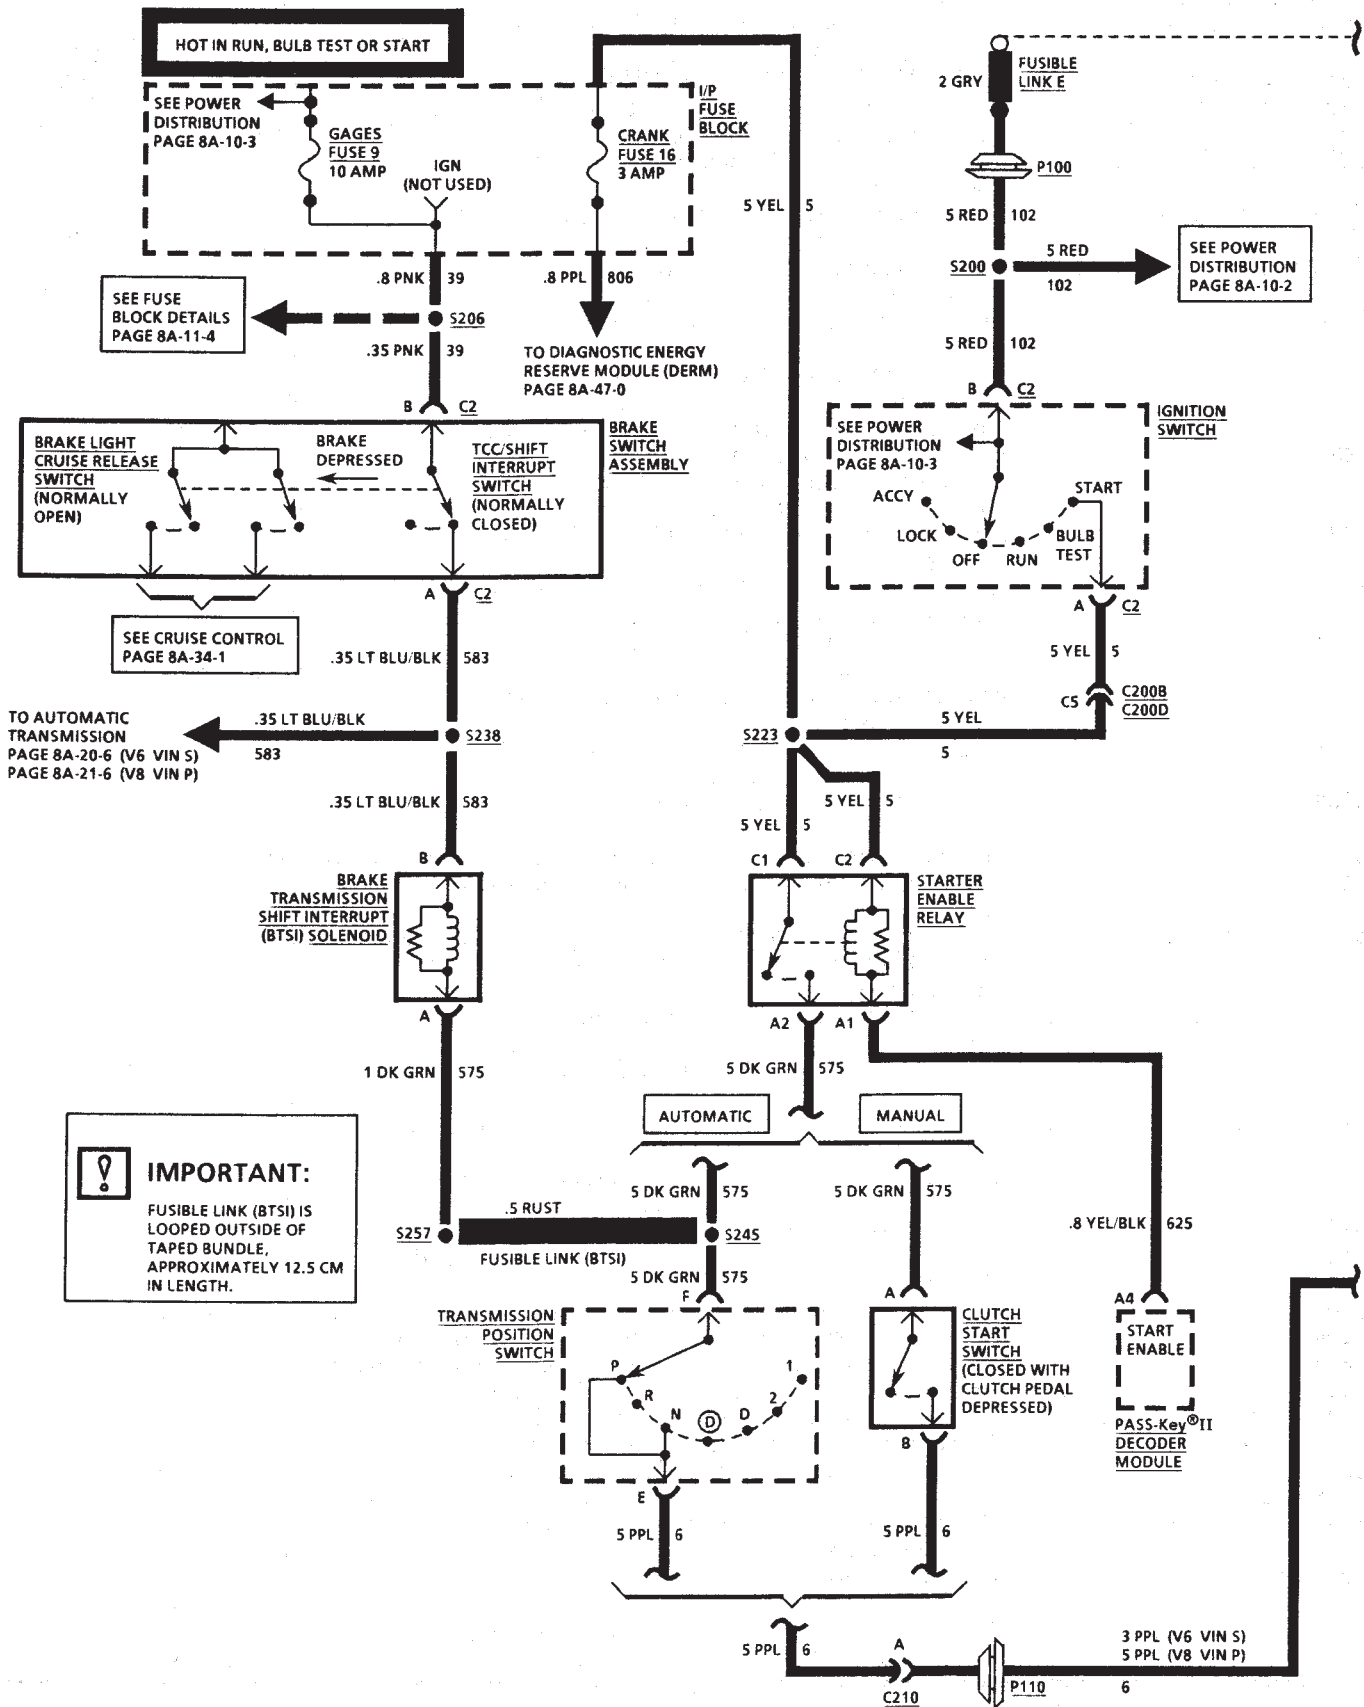 HOT IN RUN, BULB TEST OR START
SEE POWER
DISTRIBUTION
PAGE 8A-10-3
GAGES
FUSE 9
10 AMP
IGN
(NOT USED)
CRANK
FUSE 16
3 AMP
I/P
FUSE
BLOCK
2 GRY
FUSIBLE
LINK E
P100
5 YEL 5
5 RED 102
S200
5 RED
102
SEE POWER
DISTRIBUTION
PAGE 8A-10-2
.8 PNK 39
.8 PPL 806
SEE FUSE
BLOCK DETAILS
PAGE 8A-11-4
S206
.35 PNK 39
TO DIAGNOSTIC ENERGY
RESERVE MODULE (DERM)
PAGE 8A-47-0
5 RED 102
B C2
B C2
BRAKE LIGHT
CRUISE RELEASE
SWITCH
(NORMALLY
OPEN)
BRAKE
DEPRESSED
TCC/SHIFT
INTERRUPT
SWITCH
(NORMALLY
CLOSED)
BRAKE
SWITCH
ASSEMBLY
SEE POWER
DISTRIBUTION
PAGE 8A-10-3
IGNITION
SWITCH
ACCY
LOCK
OFF
RUN
BULB
TEST
START
A C2
A C2
SEE CRUISE CONTROL
PAGE 8A-34-1
.35 LT BLU/BLK 583
5 YEL 5
C5
C200B
C200D
TO AUTOMATIC
TRANSMISSION
PAGE 8A-20-6 (V6 VIN S)
PAGE 8A-21-6 (V8 VIN P)
.35 LT BLU/BLK
583
S238
S223
5 YEL
5
.35 LT BLU/BLK 583
5 YEL 5
5 YEL 5
B
C1
C2
BRAKE
TRANSMISSION
SHIFT INTERRUPT
(BTSI) SOLENOID
STARTER
ENABLE
RELAY
A
A2
A1
1 DK GRN 575
5 DK GRN 575
AUTOMATIC
MANUAL
IMPORTANT:
FUSIBLE LINK (BTSI) IS
LOOPED OUTSIDE OF
TAPED BUNDLE,
APPROXIMATELY 12.5 CM
IN LENGTH.
5 DK GRN 575
5 DK GRN 575
.8 YEL/BLK 625
S257
.5 RUST
FUSIBLE LINK (BTSI)
S245
5 DK GRN 575
F
A
A4
TRANSMISSION
POSITION
SWITCH
P
R
N
D
D
2
1
CLUTCH
START
SWITCH
(CLOSED WITH
CLUTCH PEDAL
DEPRESSED)
START
ENABLE
PASS-Key®II
DECODER
MODULE
E
B
5 PPL 6
5 PPL 6
5 PPL 6
A
C210
P110
3 PPL (V6 VIN S)
5 PPL (V8 VIN P)
6